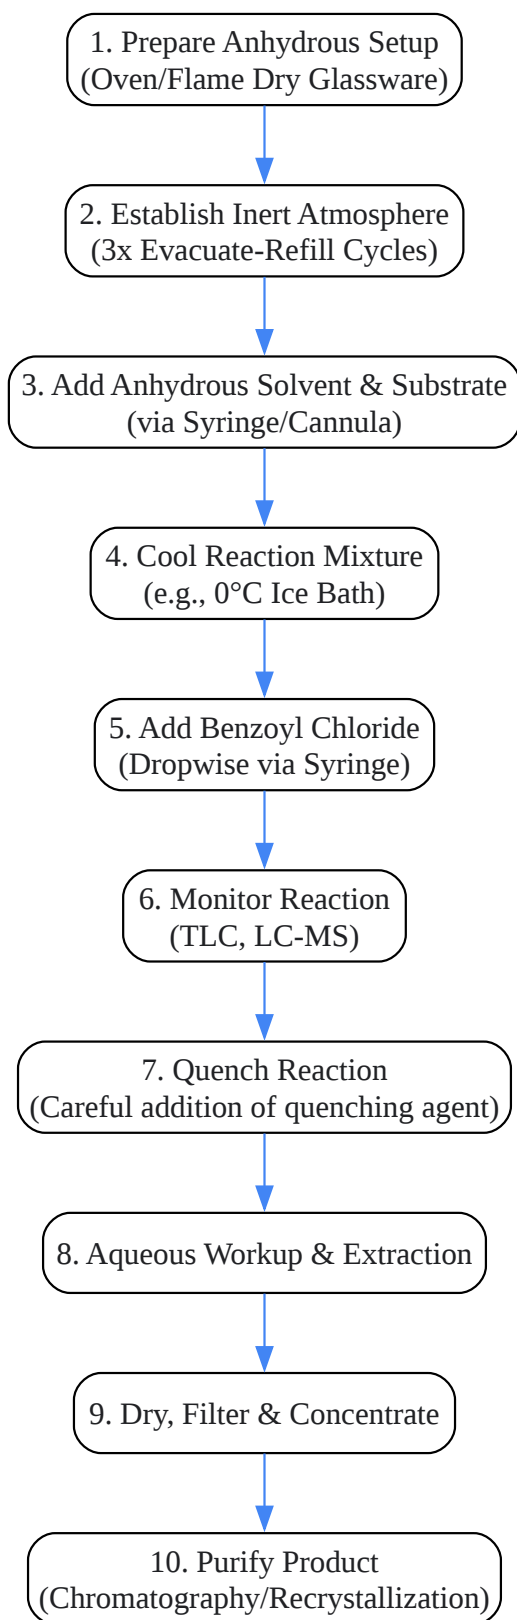 1. Prepare Anhydrous Setup
(Oven/Flame Dry Glassware)
2. Establish Inert Atmosphere
(3x Evacuate-Refill Cycles)
3. Add Anhydrous Solvent & Substrate
(via Syringe/Cannula)
4. Cool Reaction Mixture
(e.g., 0°C Ice Bath)
5. Add Benzoyl Chloride
(Dropwise via Syringe)
6. Monitor Reaction
(TLC, LC-MS)
7. Quench Reaction
(Careful addition of quenching agent)
8. Aqueous Workup & Extraction
9. Dry, Filter & Concentrate
10. Purify Product
(Chromatography/Recrystallization)